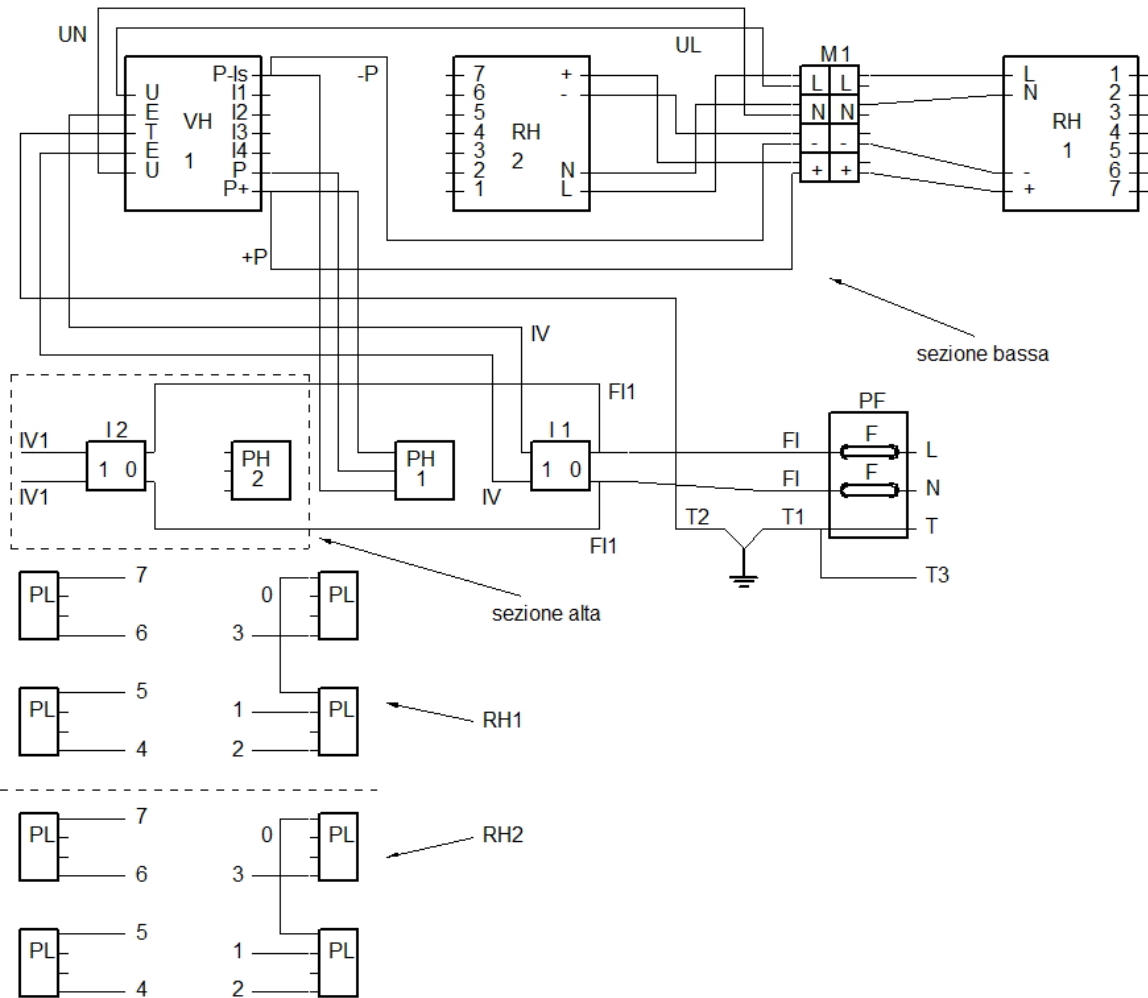 UN
UL
-P
M 1
P-Is
I1
I2
I3
I4
P
P+
U
E
T
E
U
VH
1
7
6
5
4
3
2
1
+
-
N
L
RH
2
L L
N N
- -
+ +
L
N
-
+
RH
1
1
2
3
4
5
6
7
+P
sezione bassa
IV
FI1
PF
IV1
I 2
1 0
IV1
PH
2
PH
1
I 1
1 0
IV
FI
F
L
FI
F
N
T2
T1
T
FI1
T3
sezione alta
PL
7
6
0
3
PL
PL
5
4
1
2
PL
RH1
PL
7
6
0
3
PL
RH2
PL
5
4
1
2
PL